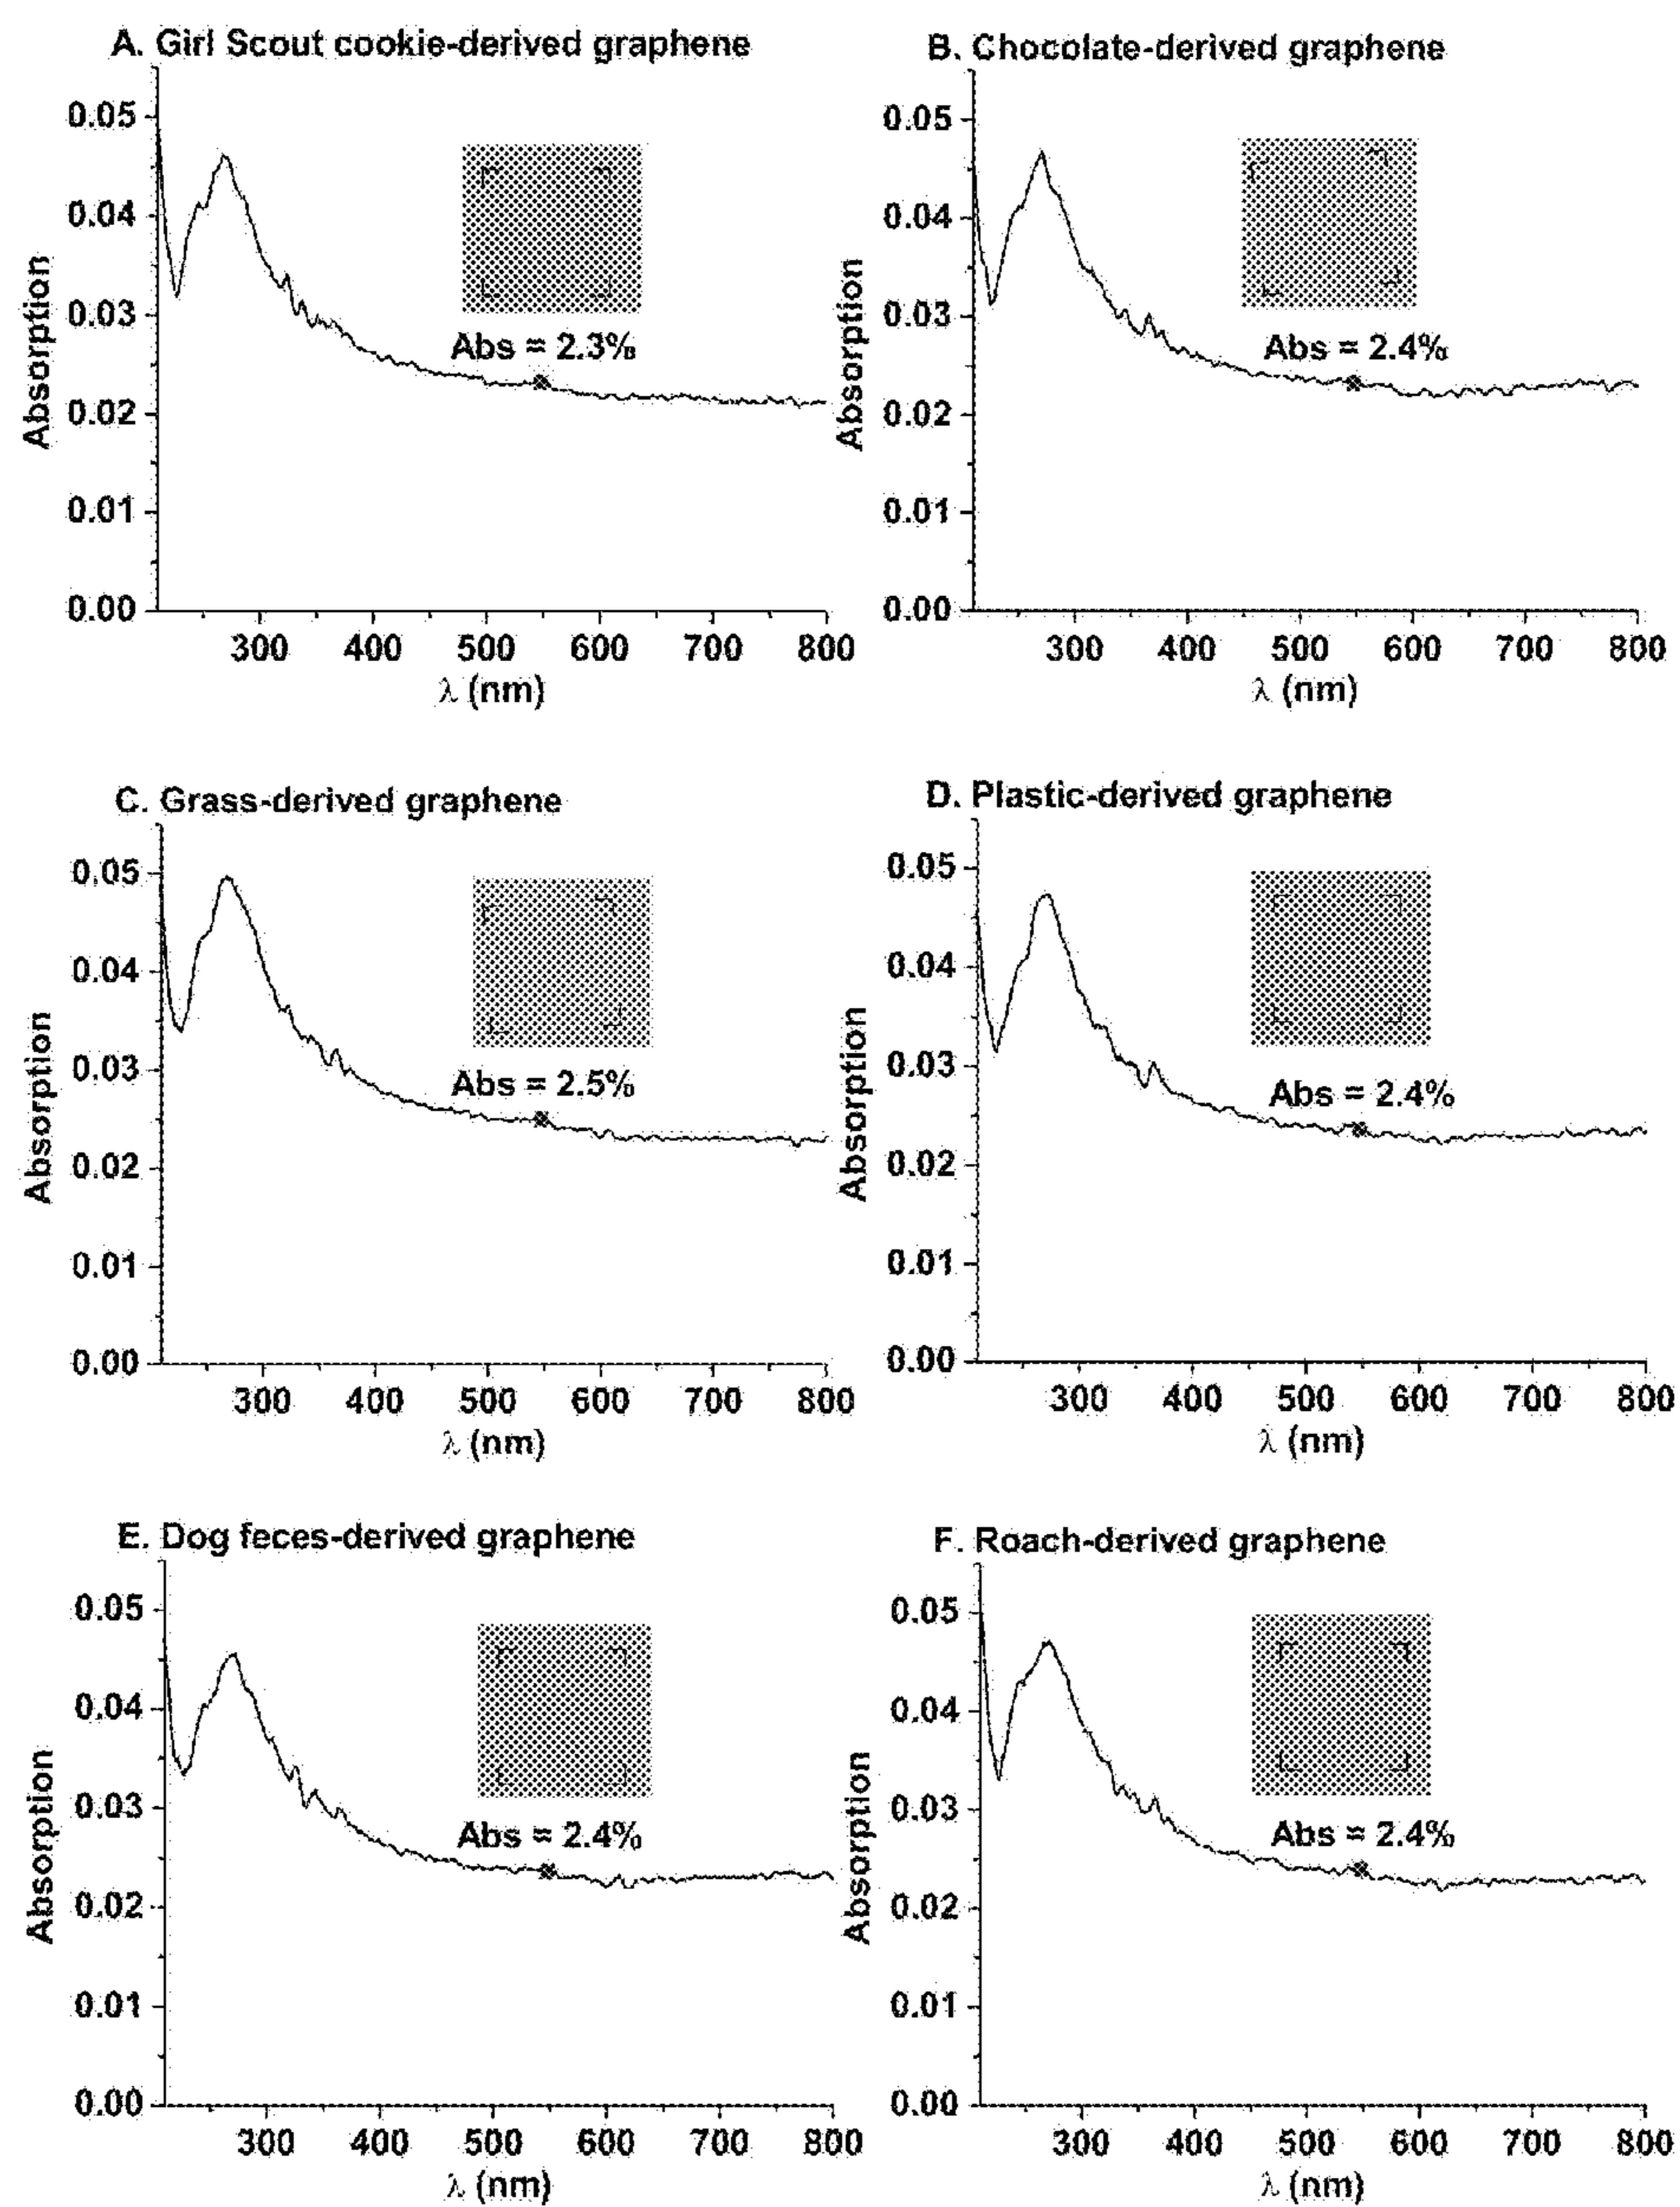 A. Girl Scout cookie-derived graphene
0.05
0.04
0.03
0.02
0.01
0.00
Absorption
Abs = 2.3%
300 400 500 600 700 800
λ (nm)
B. Chocolate-derived graphene
0.05
0.04
0.03
0.02
0.01
0.00
Absorption
Abs = 2.4%
300 400 500 600 700 800
λ (nm)
C. Grass-derived graphene
0.05
0.04
0.03
0.02
0.01
0.00
Absorption
Abs = 2.5%
300 400 500 600 700 800
λ (nm)
D. Plastic-derived graphene
0.05
0.04
0.03
0.02
0.01
0.00
Absorption
Abs = 2.4%
300 400 500 600 700 800
λ (nm)
E. Dog feces-derived graphene
0.05
0.04
0.03
0.02
0.01
0.00
Absorption
Abs = 2.4%
300 400 500 600 700 800
λ (nm)
F. Roach-derived graphene
0.05
0.04
0.03
0.02
0.01
0.00
Absorption
Abs = 2.4%
300 400 500 600 700 800
λ (nm)